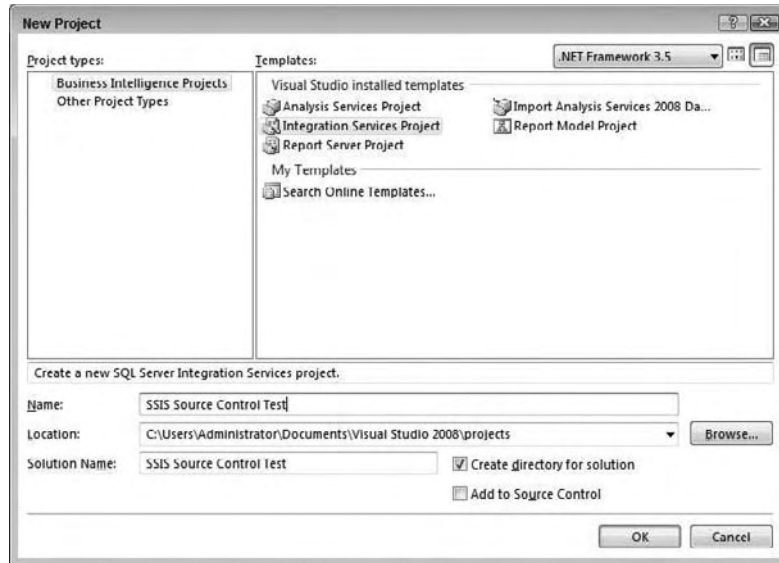 New Project
Project types:
Templates:
.NET Framework 3.5
Business Intelligence Projects
Other Project Types
Visual Studio installed templates
Analysis Services Project
Import Analysis Services 2008 Da...
Integration Services Project
Report Model Project
Report Server Project
My Templates
Search Online Templates...
Create a new SQL Server Integration Services project.
Name:
SSIS Source Control Test
Location:
C:\Users\Administrator\Documents\Visual Studio 2008\projects
Browse...
Solution Name:
SSIS Source Control Test
Create directory for solution
Add to Source Control
OK
Cancel